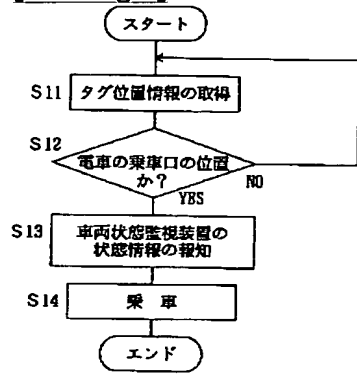 スタート
S11 タグ位置情報の取得
S12
電車の乗車口の位置
か?
NO
YES
S13 車両状態監視装置の
状態情報の報知
S14 乗 車
エンド